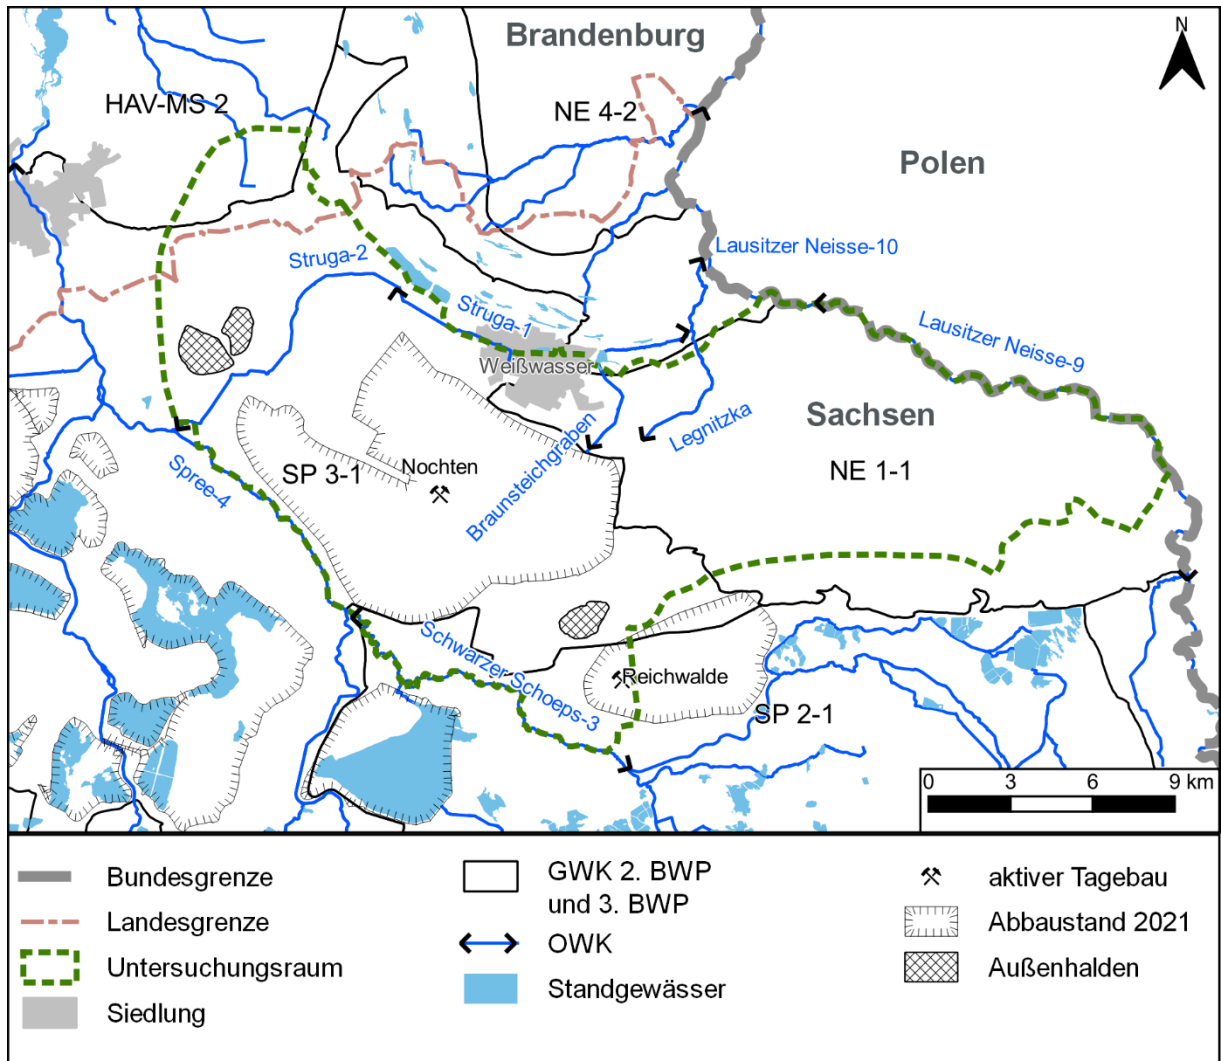 Brandenburg
N
HAV-MS 2
NE 4-2
Polen
Struga-2
Lausitzer Neisse-10
Struga-1
Lausitzer Neisse-9
Weißwasser
Sachsen
Legnitzka
NE 1-1
Nochten
SP 3-1
Spree-4
Braunsteichgraben
Schwarzer Schoeps-3
Reichwalde
SP 2-1
0 3 6 9 km
Bundesgrenze
Landesgrenze
Untersuchungsraum
Siedlung
GWK 2. BWP
und 3. BWP
OWK
Standgewässer
aktiver Tagebau
Abbaustand 2021
Außenhalden